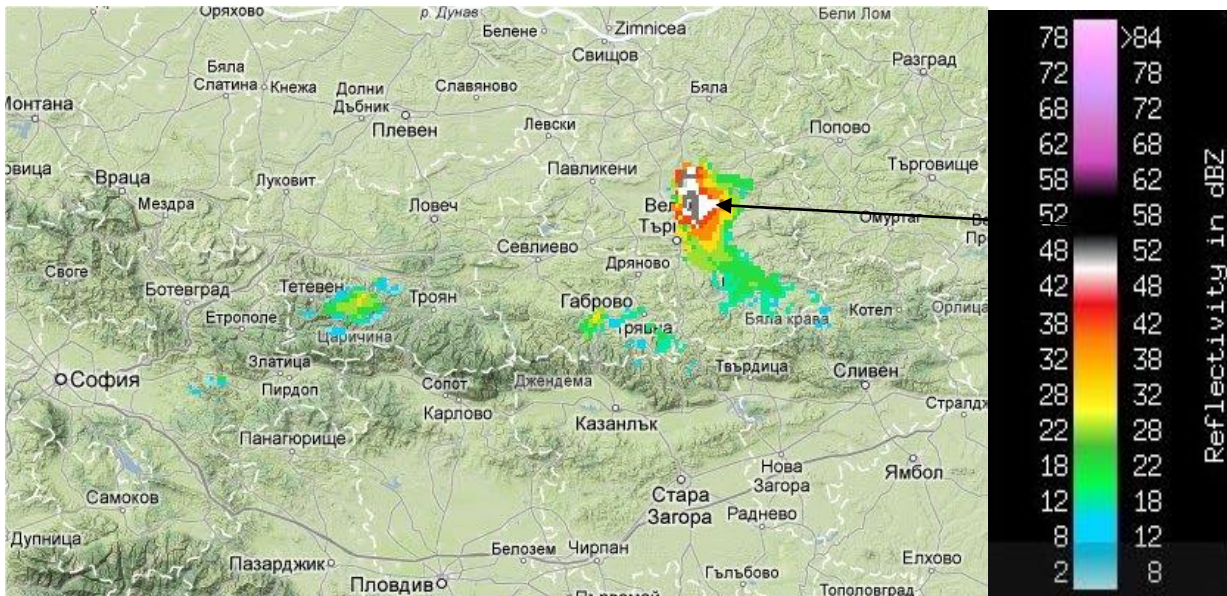 Оряхово
р. Дунав
Zimnicea
Бели Лом
Белене
Свищов
Разград
Бяла
Слатина
Кнежа
Долни
Дъбник
Славяново
Бяла
Монтана
Плевен
Левски
Попово
Търговище
Враца
Луковит
Павликени
Мездра
Ловеч
Омуртаг
Севлиево
Дряново
Своге
Ботевград
Тетевен
Троян
Габрово
Котел
Орлица
Етрополе
Царичина
Трявна
Бяла крава
Златица
София
Пирдоп
Сопот
Джендема
Твърдица
Сливен
Карлово
Казанлък
Панагюрище
Нова
Загора
Ямбол
Стара
Загора
Самоков
Раднево
Дупница
Белозем
Чирпан
Пазарджик
Елхово
Пловдив
Гълъбово
Тополовград
78 >84
72 78
68 72
62 68
58 62
52 58
48 52
42 48
38 42
32 38
28 32
22 28
18 22
12 18
8 12
2 8
Reflectivity in dBZ